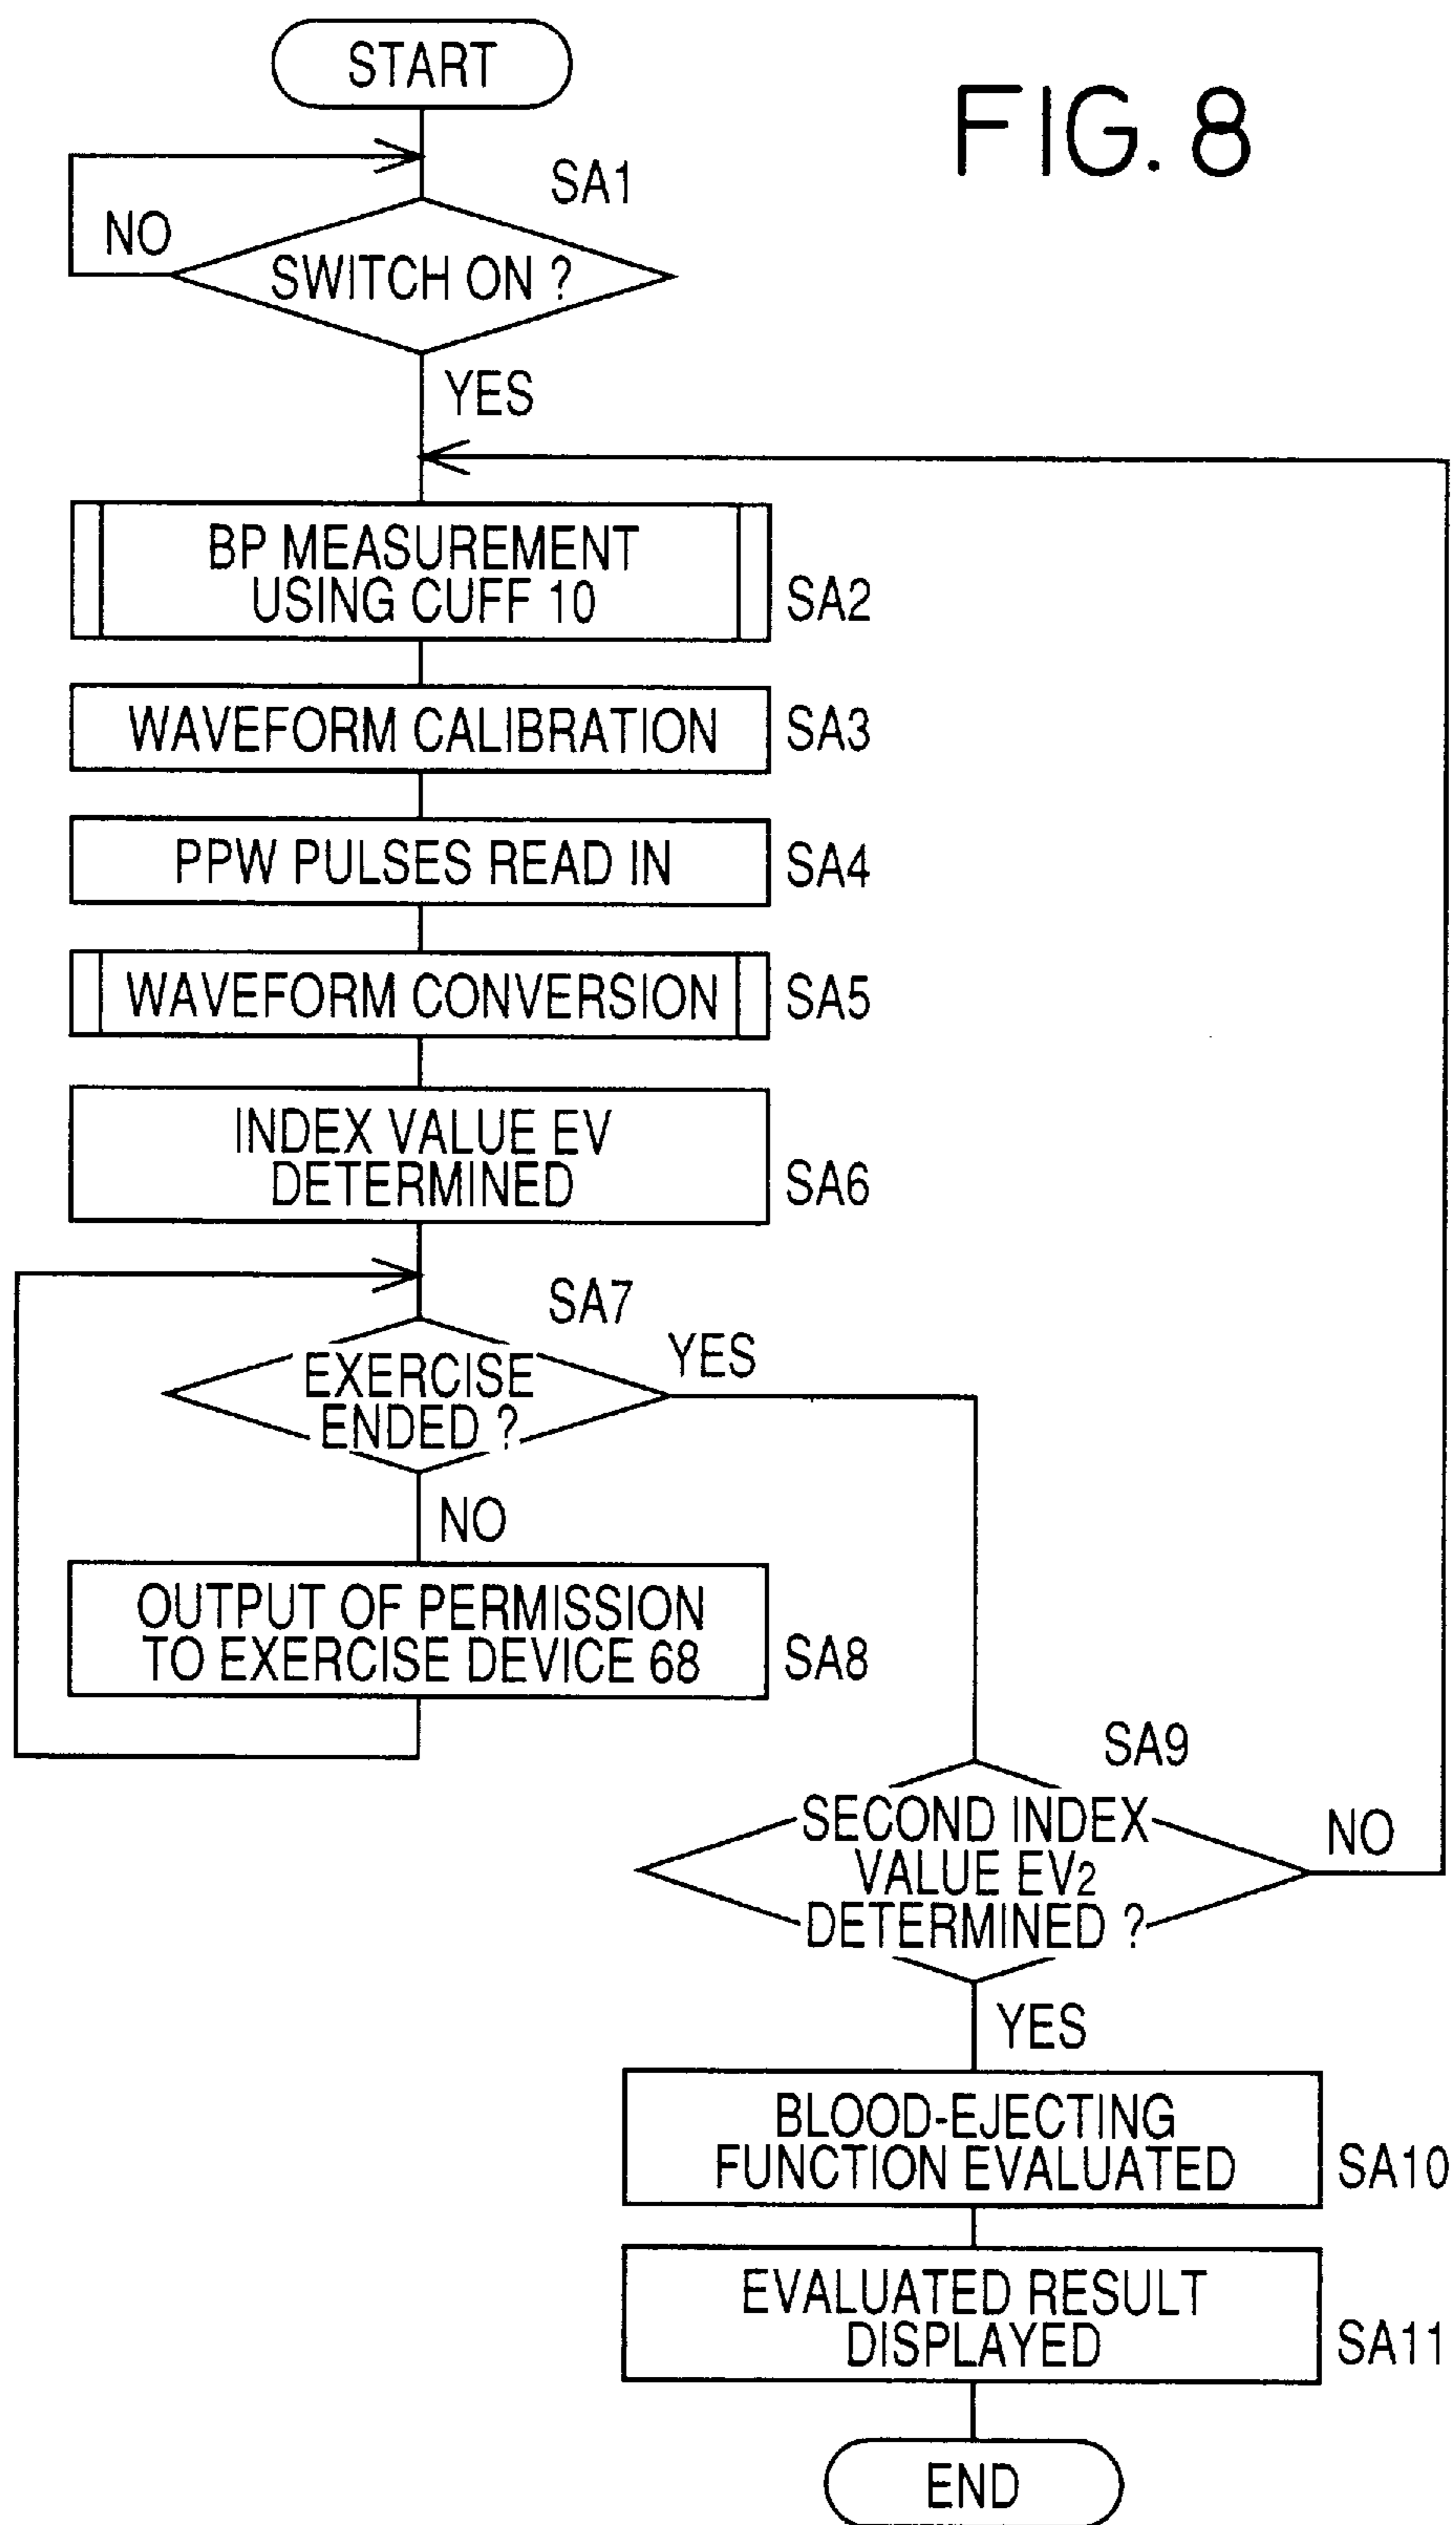 START
FIG. 8
SA1
NO
SWITCH ON ?
YES
BP MEASUREMENT
USING CUFF 10
SA2
WAVEFORM CALIBRATION
SA3
PPW PULSES READ IN
SA4
WAVEFORM CONVERSION
SA5
INDEX VALUE EV
DETERMINED
SA6
SA7
EXERCISE
ENDED ?
YES
NO
OUTPUT OF PERMISSION
TO EXERCISE DEVICE 68
SA8
SA9
SECOND INDEX
VALUE EV2
DETERMINED ?
NO
YES
BLOOD-EJECTING
FUNCTION EVALUATED
SA10
EVALUATED RESULT
DISPLAYED
SA11
END